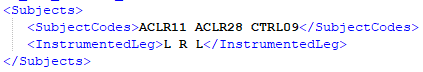 <Subjects>
<SubjectCodes>ACLR11 ACLR28 CTRL09</SubjectCodes>
<InstrumentedLeg>L R L</InstrumentedLeg>
</Subjects>